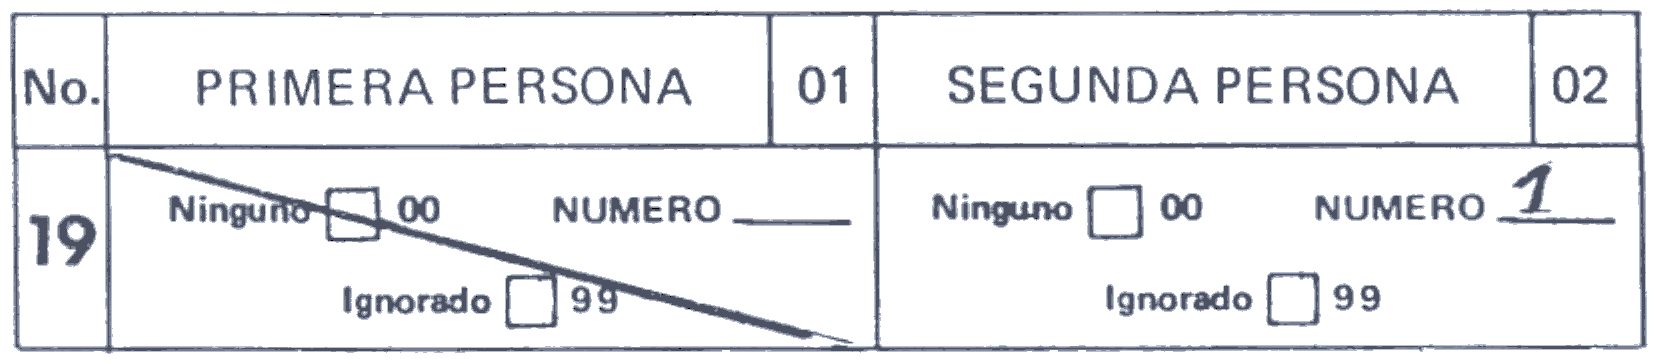 No. PRIMERA PERSONA 01 SEGUNDA PERSONA 02
19 Ninguno 00 NUMERO Ninguno 00 NUMERO 1
Ignorado 99 Ignorado 99